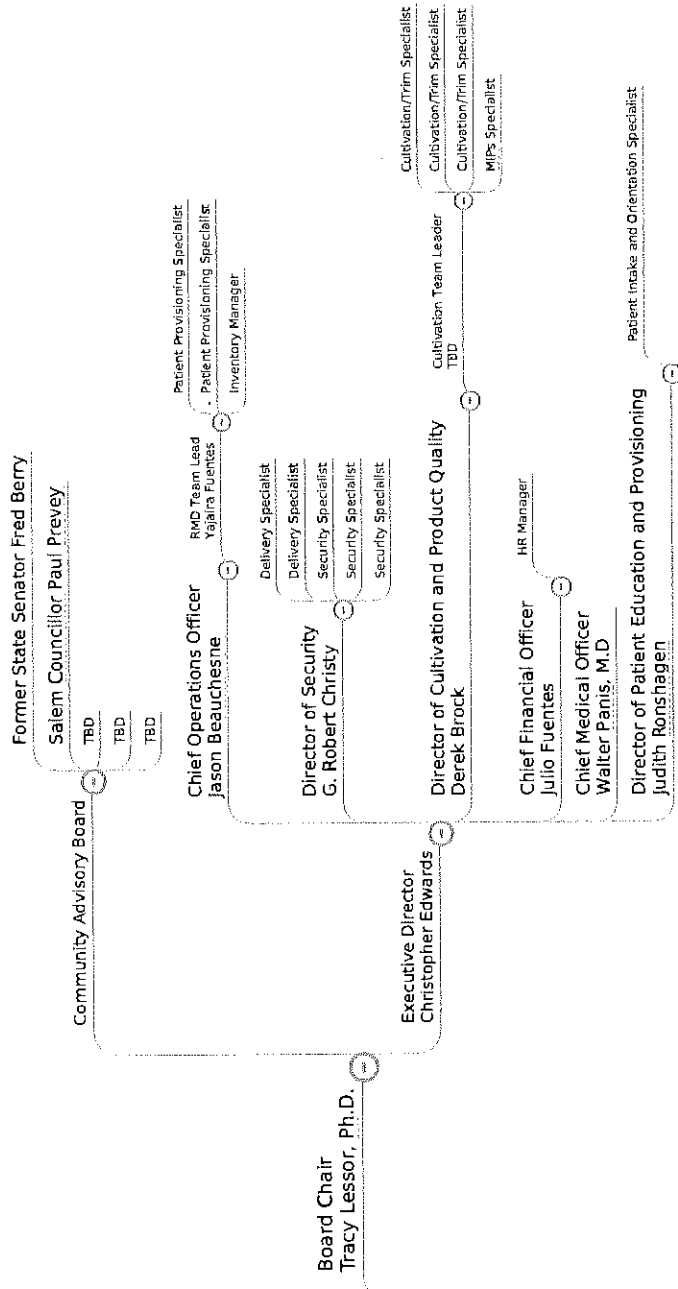 Board Chair
Tracy Lessor, Ph.D.
Community Advisory Board
Former State Senator Fred Berry
Salem Councillor Paul Prevey
TBD
TBD
TBD
Executive Director
Christopher Edwards
Chief Operations Officer
Jason Beauchesne
RMD Team Lead
Yajaira Fuentes
Patient Provisioning Specialist
Patient Provisioning Specialist
Inventory Manager
Director of Security
G. Robert Christy
Delivery Specialist
Delivery Specialist
Security Specialist
Security Specialist
Security Specialist
Director of Cultivation and Product Quality
Derek Brock
Cultivation Team Leader
TBD
Cultivation/Trim Specialist
Cultivation/Trim Specialist
Cultivation/Trim Specialist
MIPs Specialist
Chief Financial Officer
Julio Fuentes
HR Manager
Chief Medical Officer
Walter Panis, M.D
Director of Patient Education and Provisioning
Judith Ronshagen
Patient Intake and Orientation Specialist